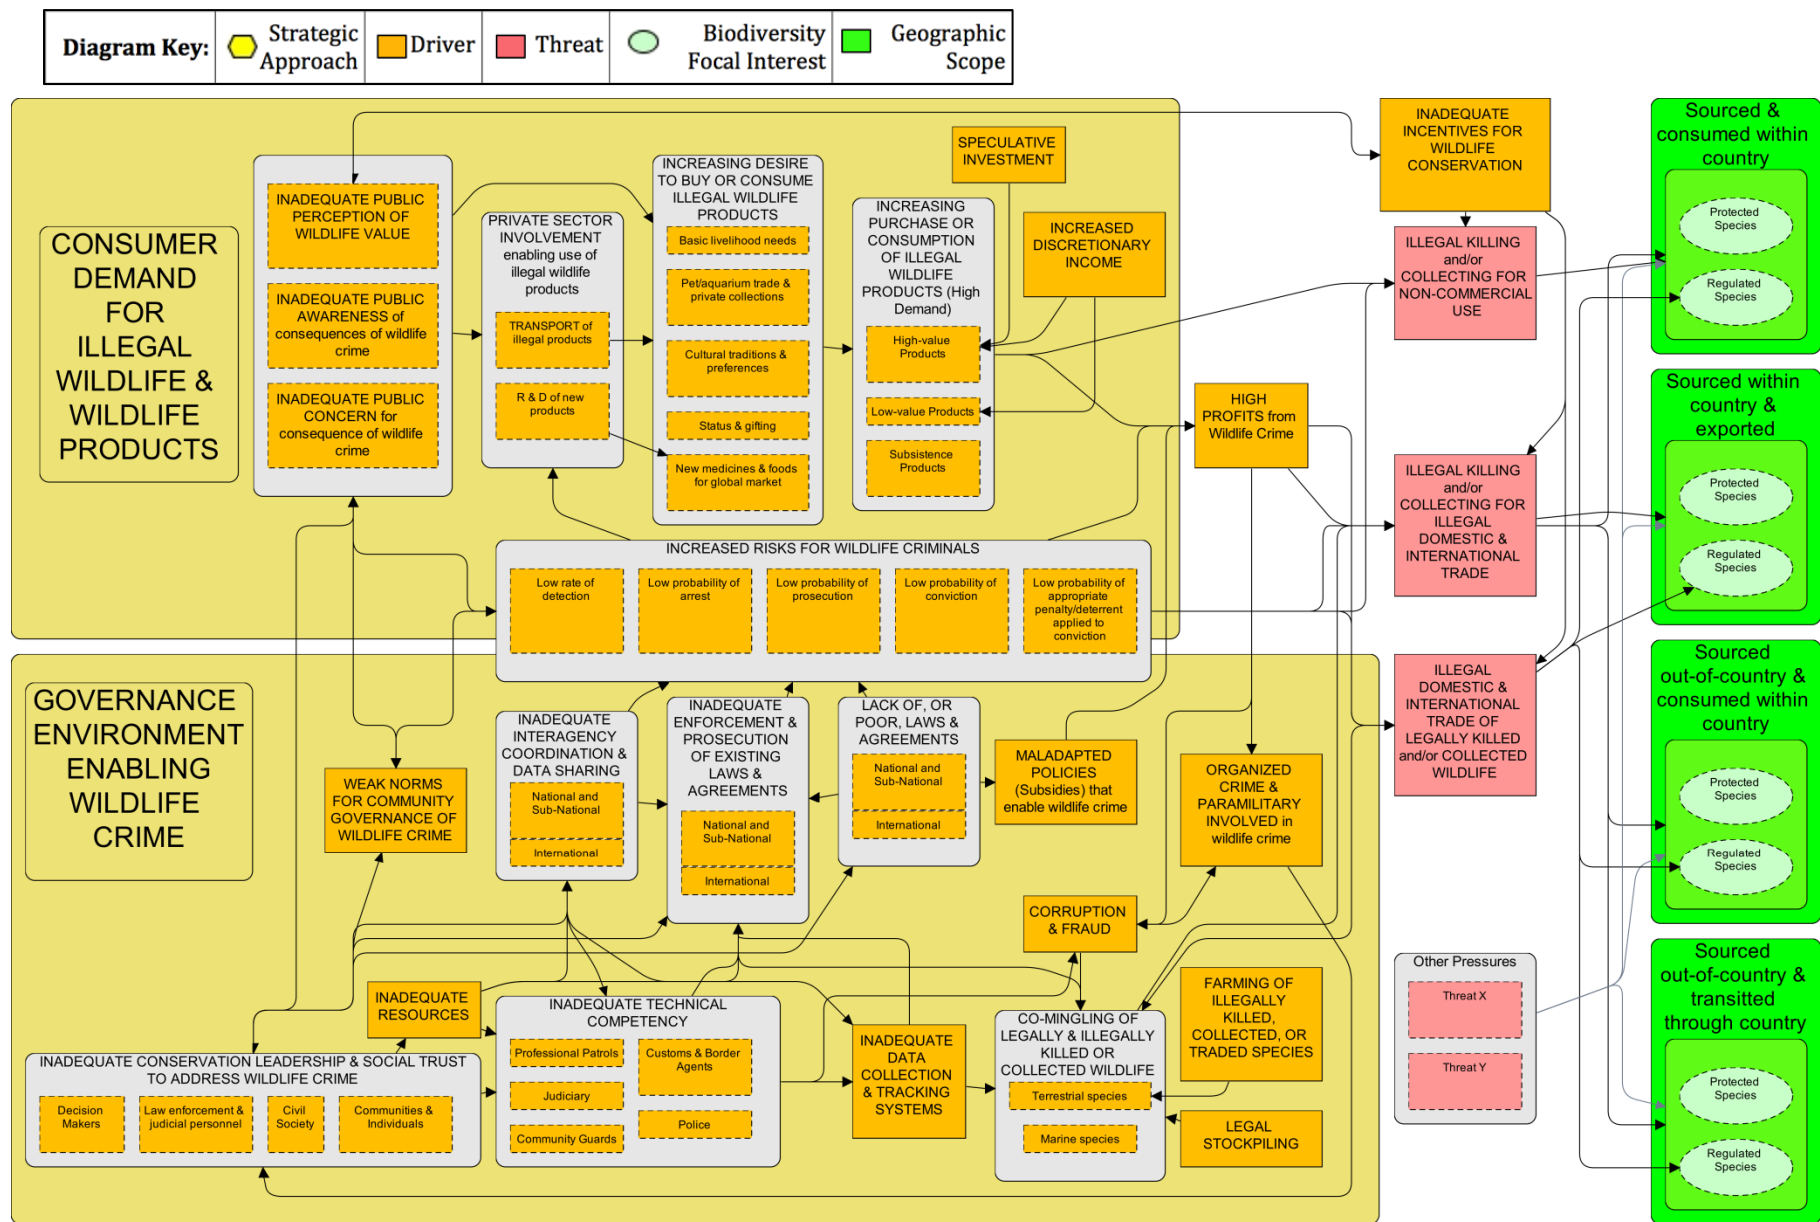 Diagram Key:
Strategic
Approach
Driver
Threat
Biodiversity
Focal Interest
Geographic
Scope
CONSUMER
DEMAND
FOR
ILLEGAL
WILDLIFE &
WILDLIFE
PRODUCTS
INADEQUATE PUBLIC
PERCEPTION OF
WILDLIFE VALUE
INADEQUATE PUBLIC
AWARENESS of
consequences of wildlife
crime
INADEQUATE PUBLIC
CONCERN for
consequence of wildlife
crime
PRIVATE SECTOR
INVOLVEMENT
enabling use of
illegal wildlife
products
TRANSPORT of
illegal products
R & D of new
products
INCREASING DESIRE
TO BUY OR CONSUME
ILLEGAL WILDLIFE
PRODUCTS
Basic livelihood needs
Pet/aquarium trade &
private collections
Cultural traditions &
preferences
Status & gifting
New medicines & foods
for global market
INCREASING
PURCHASE OR
CONSUMPTION
OF ILLEGAL
WILDLIFE
PRODUCTS (High
Demand)
High-value
Products
Low-value Products
Subsistence
Products
SPECULATIVE
INVESTMENT
INCREASED
DISCRETIONARY
INCOME
HIGH
PROFITS from
Wildlife Crime
INCREASED RISKS FOR WILDLIFE CRIMINALS
Low rate of
detection
Low probability of
arrest
Low probability of
prosecution
Low probability of
conviction
Low probability of
appropriate
penalty/deterrent
applied to
conviction
GOVERNANCE
ENVIRONMENT
ENABLING
WILDLIFE
CRIME
WEAK NORMS
FOR COMMUNITY
GOVERNANCE OF
WILDLIFE CRIME
INADEQUATE
INTERAGENCY
COORDINATION &
DATA SHARING
National and
Sub-National
International
INADEQUATE
ENFORCEMENT &
PROSECUTION
OF EXISTING
LAWS &
AGREEMENTS
National and
Sub-National
International
LACK OF, OR
POOR, LAWS &
AGREEMENTS
National and
Sub-National
International
MALADAPTED
POLICIES
(Subsidies) that
enable wildlife crime
ORGANIZED
CRIME &
PARAMILITARY
INVOLVED in
wildlife crime
CORRUPTION
& FRAUD
INADEQUATE
RESOURCES
INADEQUATE CONSERVATION LEADERSHIP & SOCIAL TRUST
TO ADDRESS WILDLIFE CRIME
Decision
Makers
Law enforcement &
judicial personnel
Civil
Society
Communities &
Individuals
INADEQUATE TECHNICAL
COMPETENCY
Professional Patrols
Customs & Border
Agents
Judiciary
Police
Community Guards
INADEQUATE
DATA
COLLECTION
& TRACKING
SYSTEMS
CO-MINGLING OF
LEGALLY & ILLEGALLY
KILLED OR
COLLECTED WILDLIFE
Terrestrial species
Marine species
FARMING OF
ILLEGALLY
KILLED,
COLLECTED, OR
TRADED SPECIES
LEGAL
STOCKPILING
INADEQUATE
INCENTIVES FOR
WILDLIFE
CONSERVATION
ILLEGAL KILLING
and/or
COLLECTING FOR
NON-COMMERCIAL
USE
ILLEGAL KILLING
and/or
COLLECTING FOR
ILLEGAL
DOMESTIC &
INTERNATIONAL
TRADE
ILLEGAL
DOMESTIC &
INTERNATIONAL
TRADE OF
LEGALLY KILLED
and/or COLLECTED
WILDLIFE
Other Pressures
Threat X
Threat Y
Sourced &
consumed within
country
Protected
Species
Regulated
Species
Sourced within
country &
exported
Protected
Species
Regulated
Species
Sourced
out-of-country &
consumed within
country
Protected
Species
Regulated
Species
Sourced
out-of-country &
transitted
through country
Protected
Species
Regulated
Species